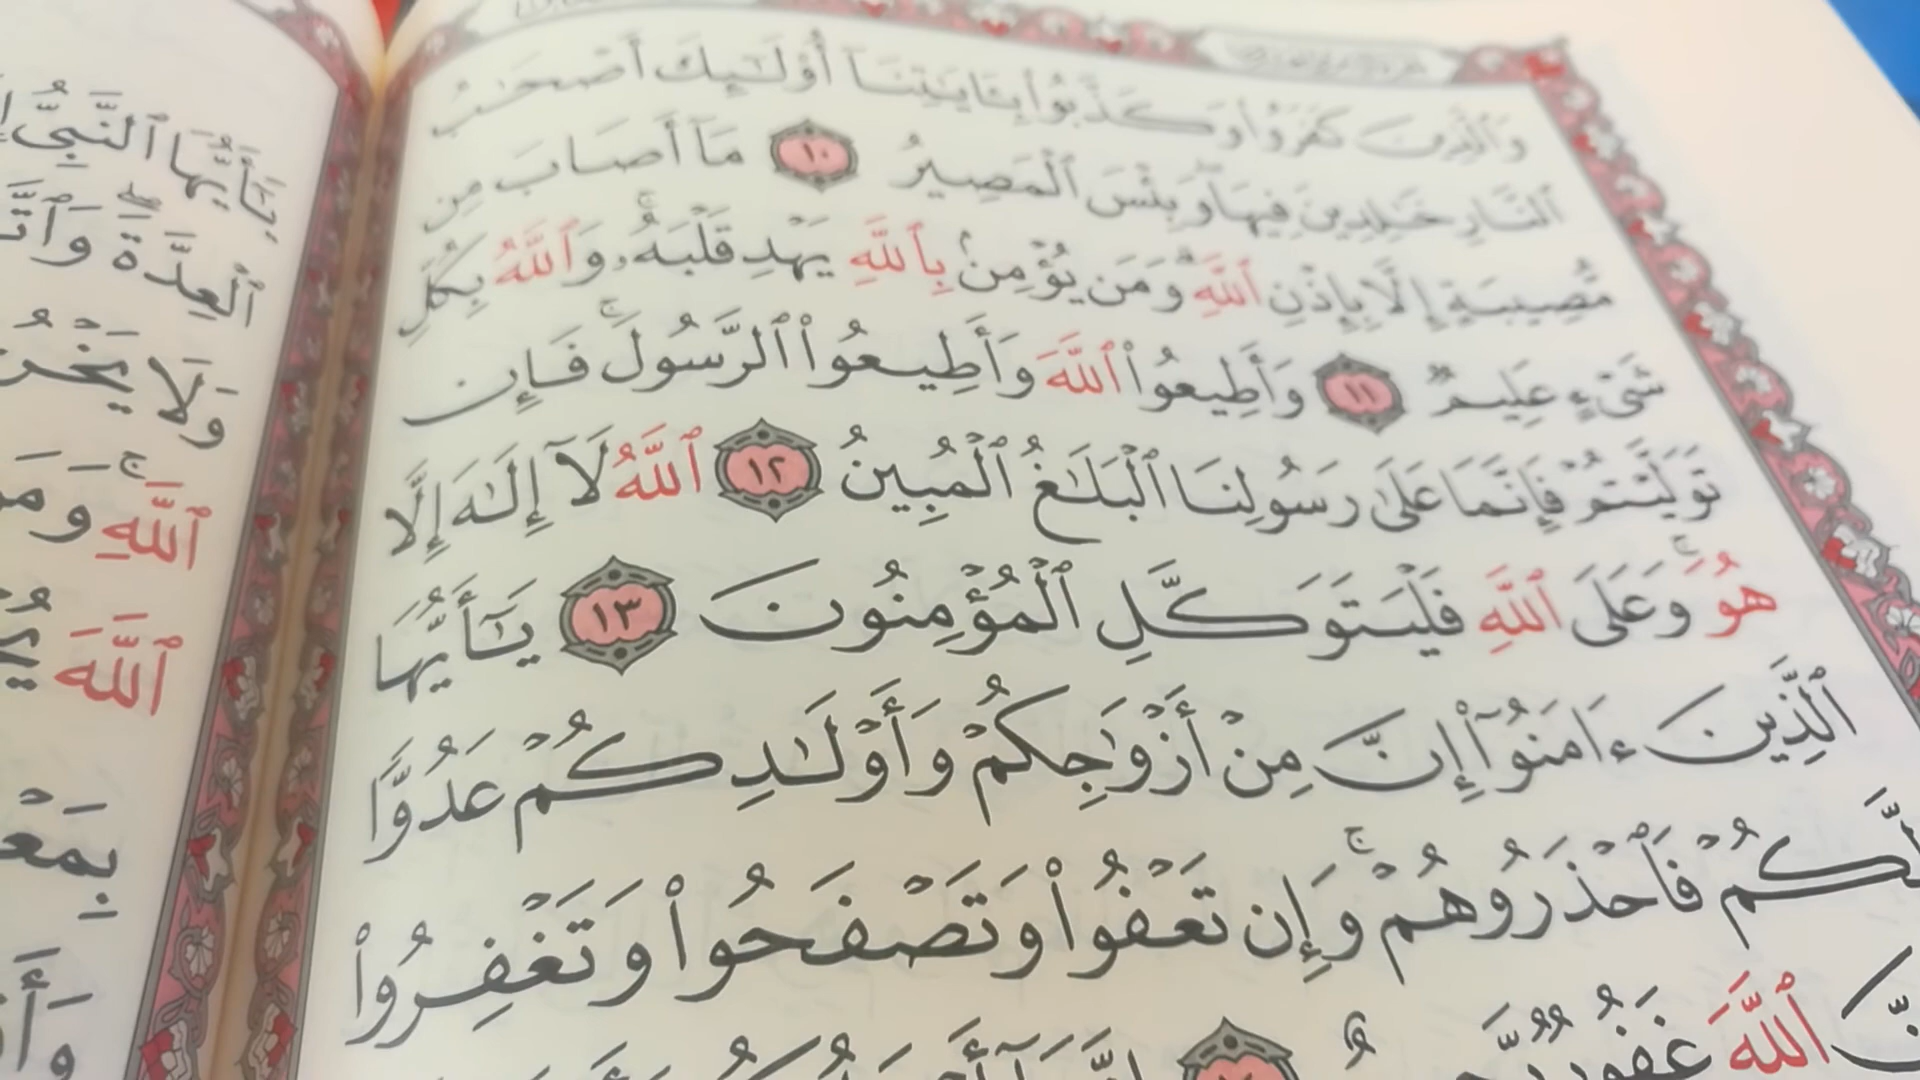 وَٱلَّذِينَ كَفَرُوا۟ وَكَذَّبُوا۟ بِـَٔايَـٰتِنَآ أُو۟لَـٰٓئِكَ أَصْحَـٰبُ
ٱلنَّارِ خَـٰلِدِينَ فِيهَا ۖ وَبِئْسَ ٱلْمَصِيرُ ١٠ مَآ أَصَابَ مِن
مُّصِيبَةٍ إِلَّا بِإِذْنِ ٱللَّهِ ۗ وَمَن يُؤْمِنۢ بِٱللَّهِ يَهْدِ قَلْبَهُۥ ۚ وَٱللَّهُ بِكُلِّ
شَىْءٍ عَلِيمٌ ١١ وَأَطِيعُوا۟ ٱللَّهَ وَأَطِيعُوا۟ ٱلرَّسُولَ ۚ فَإِن
تَوَلَّيْتُمْ فَإِنَّمَا عَلَىٰ رَسُولِنَا ٱلْبَلَـٰغُ ٱلْمُبِينُ ١٢ ٱللَّهُ لَآ إِلَـٰهَ إِلَّا
هُوَ ۚ وَعَلَى ٱللَّهِ فَلْيَتَوَكَّلِ ٱلْمُؤْمِنُونَ ١٣ يَـٰٓأَيُّهَا
ٱلَّذِينَ ءَامَنُوٓا۟ إِنَّ مِنْ أَزْوَٰجِكُمْ وَأَوْلَـٰدِكُمْ عَدُوًّا
لَّكُمْ فَٱحْذَرُوهُمْ ۚ وَإِن تَعْفُوا۟ وَتَصْفَحُوا۟ وَتَغْفِرُوا۟
ٱللَّهَ غَفُورٌ
يَـٰٓأَيُّهَا ٱلنَّبِىُّ
ٱلْعِدَّةَ ۖ
وَلَا
ٱللَّهِ ۚ
ٱللَّهَ